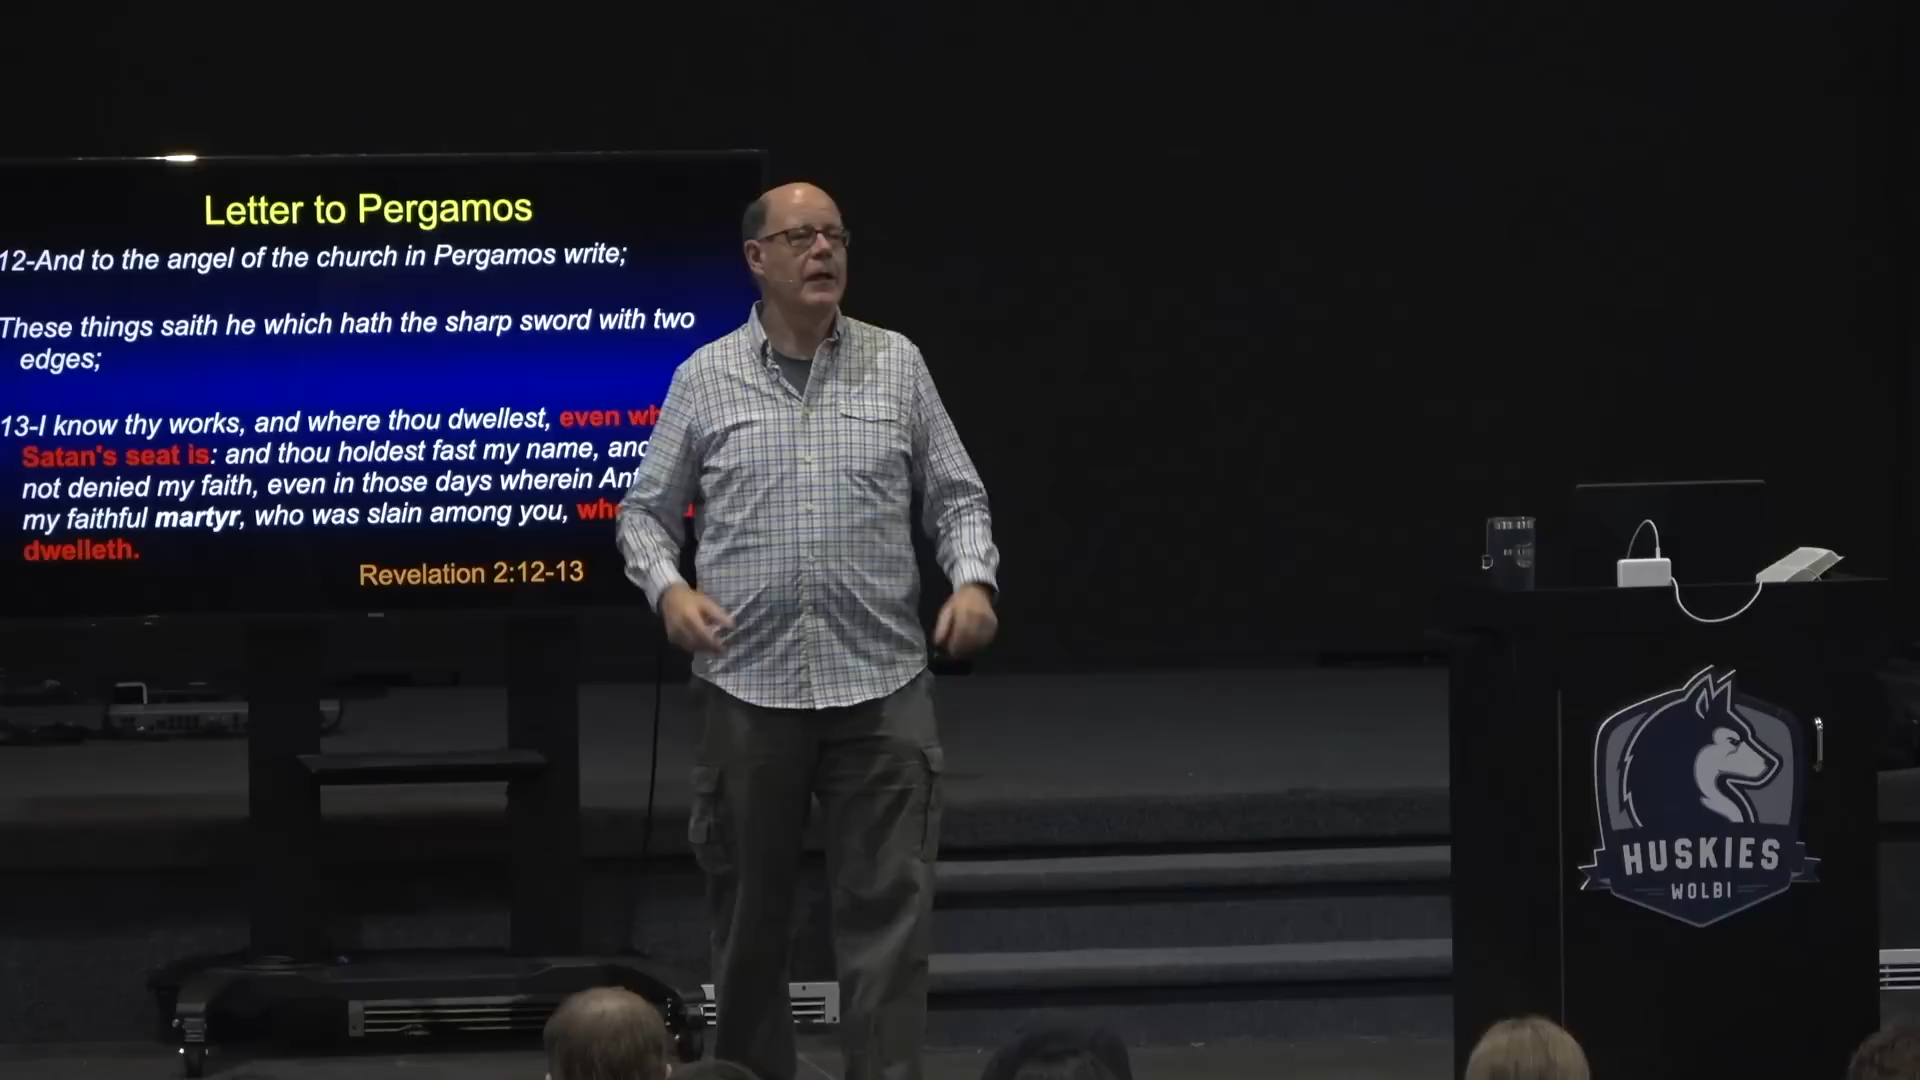 Letter to Pergamos
12-And to the angel of the church in Pergamos write;
These things saith he which hath the sharp sword with two
edges;
13-I know thy works, and where thou dwellest, even
Satan's seat is: and thou holdest fast my name, and
not denied my faith, even in those days wherein
my faithful martyr, who was slain among you,
dwelleth.
Revelation 2:12-13
HUSKIES
WOLBI